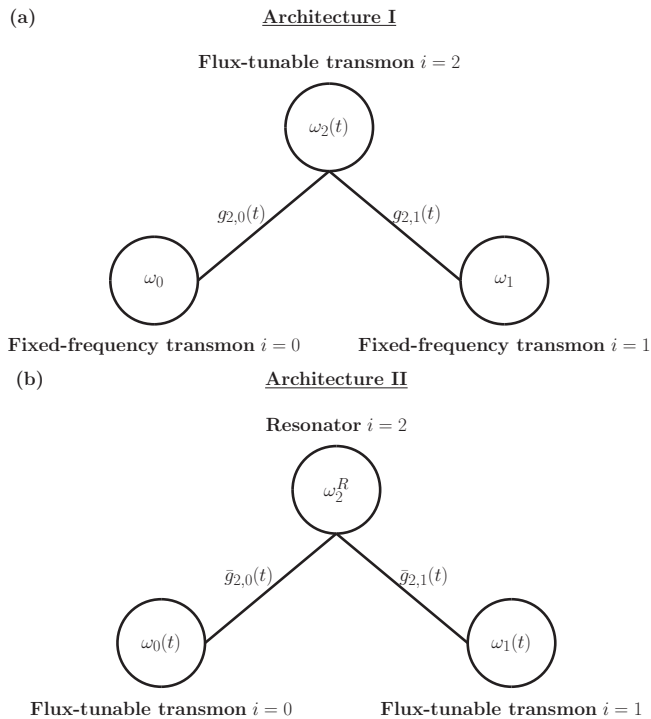 (a) Architecture I
Flux-tunable transmon i = 2
ω₂(t)
g₂,₀(t) g₂,₁(t)
ω₀ ω₁
Fixed-frequency transmon i = 0 Fixed-frequency transmon i = 1
(b) Architecture II
Resonator i = 2
ω₂ᴿ
ḡ₂,₀(t) ḡ₂,₁(t)
ω₀(t) ω₁(t)
Flux-tunable transmon i = 0 Flux-tunable transmon i = 1